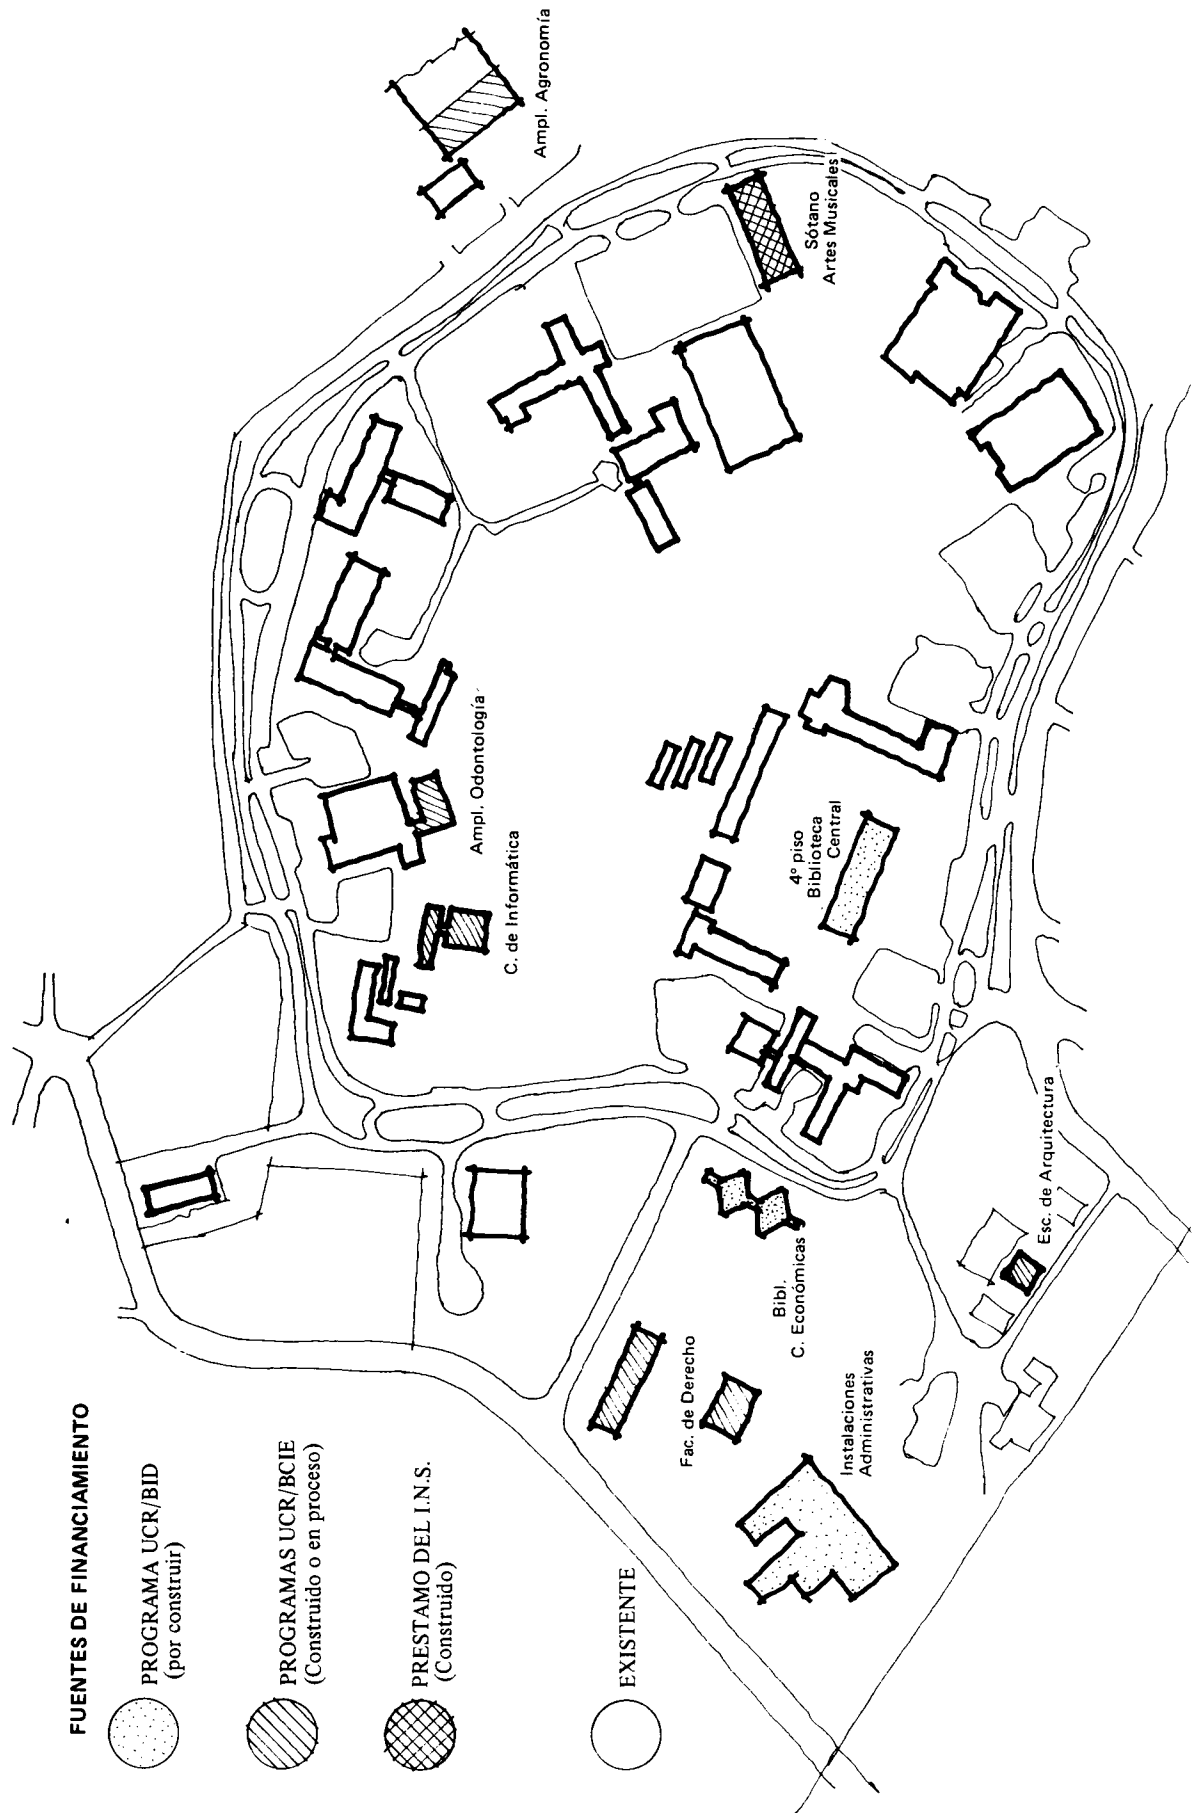 FUENTES DE FINANCIAMIENTO
PROGRAMA UCR/BID
(por construir)
PROGRAMAS UCR/BCIE
(Construido o en proceso)
PRESTAMO DEL I.N.S.
(Construido)
EXISTENTE
Ampl. Agronomía
Sótano
Artes Musicales
Ampl. Odontología
C. de Informática
4º piso
Biblioteca
Central
Esc. de Arquitectura
Bibl.
C. Económicas
Fac. de Derecho
Instalaciones
Administrativas